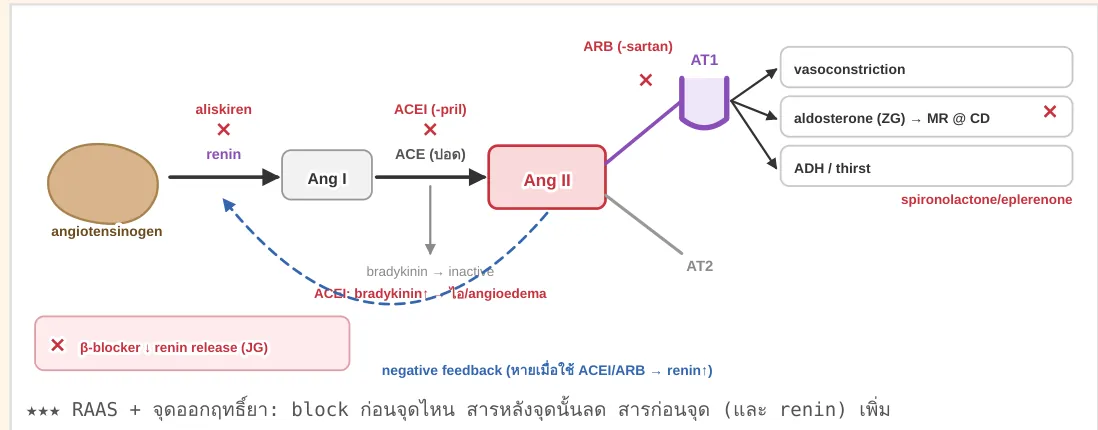 ARB (-sartan)
✕
AT1
vasoconstriction
aldosterone (ZG) → MR @ CD ✕
ADH / thirst
spironolactone/eplerenone
aliskiren
✕
renin
ACEI (-pril)
✕
ACE (ปอด)
Ang I
Ang II
angiotensinogen
AT2
bradykinin → inactive
ACEI: bradykinin↑ → ไอ/angioedema
✕ β-blocker ↓ renin release (JG)
negative feedback (หายเมื่อใช้ ACEI/ARB → renin↑)
★★★ RAAS + จุดออกฤทธิ์ยา: block ก่อนจุดไหน สารหลังจุดนั้นลด สารก่อนจุด (และ renin) เพิ่ม